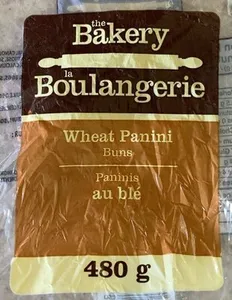 the
Bakery
la
Boulangerie
Wheat Panini
Buns
Paninis
au blé
480 g